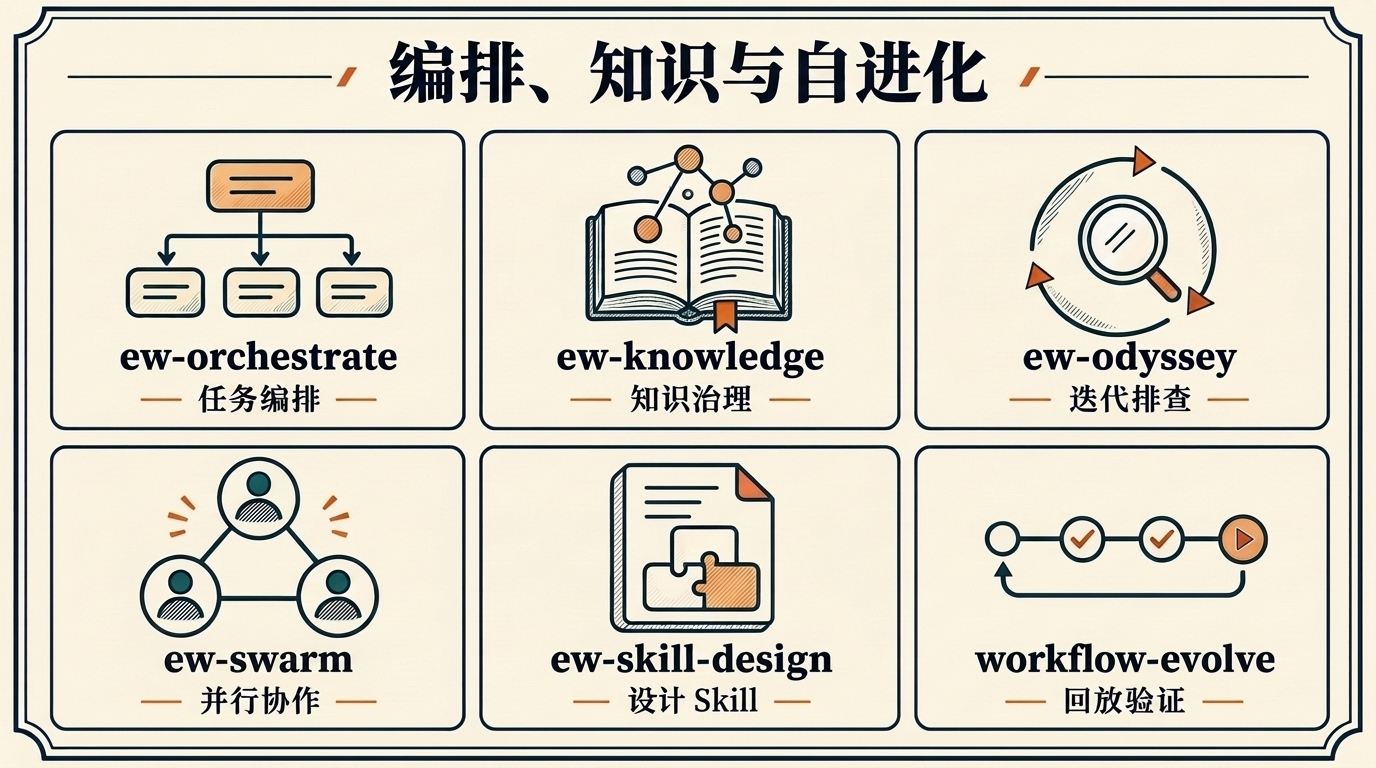 编排、知识与自进化
ew-orchestrate
任务编排
ew-knowledge
知识治理
ew-odyssey
迭代排查
ew-swarm
并行协作
ew-skill-design
设计 Skill
workflow-evolve
回放验证